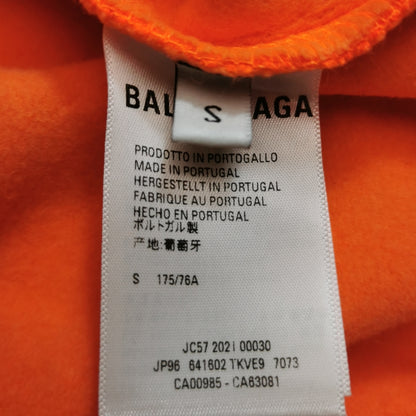 BAL AGA
S
PRODOTTO IN PORTOGALLO
MADE IN PORTUGAL
HERGESTELLT IN PORTUGAL
FABRIQUE AU PORTUGAL
HECHO EN PORTUGAL
ポルトガル製
产地:葡萄牙
S 175/76A
JC57 2021 00030
JP96 641602 TKVE9 7073
CA00985 - CA63081